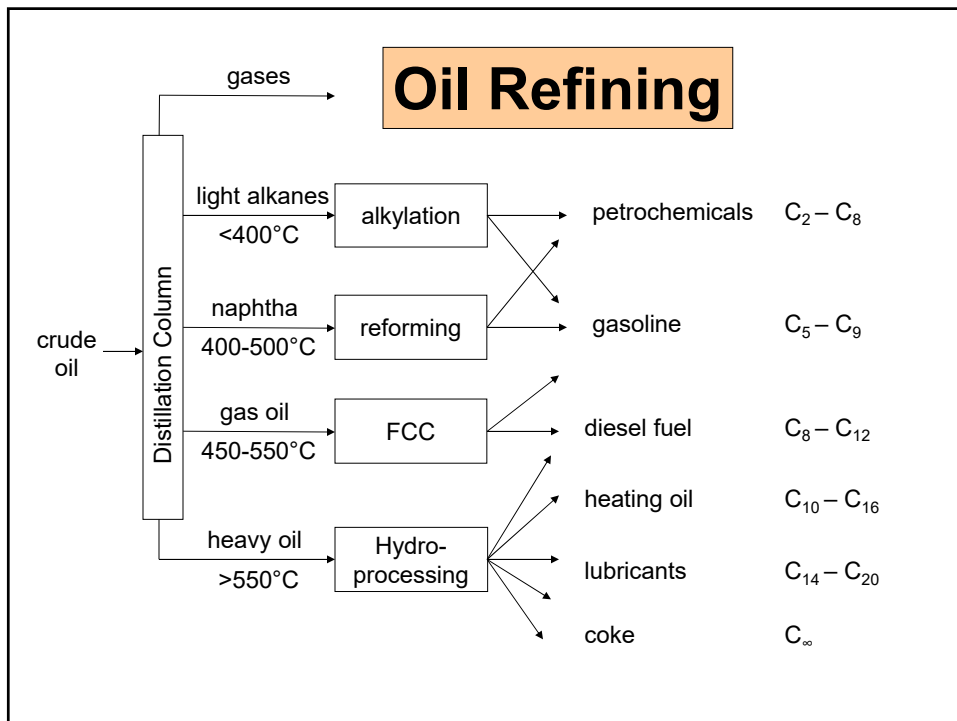 Oil Refining
gases
light alkanes
<400°C
alkylation
petrochemicals C₂ – C₈
naphtha
400-500°C
reforming
gasoline C₅ – C₉
crude
oil
Distillation Column
gas oil
450-550°C
FCC
diesel fuel C₈ – C₁₂
heating oil C₁₀ – C₁₆
heavy oil
>550°C
Hydro-
processing
lubricants C₁₄ – C₂₀
coke C∞